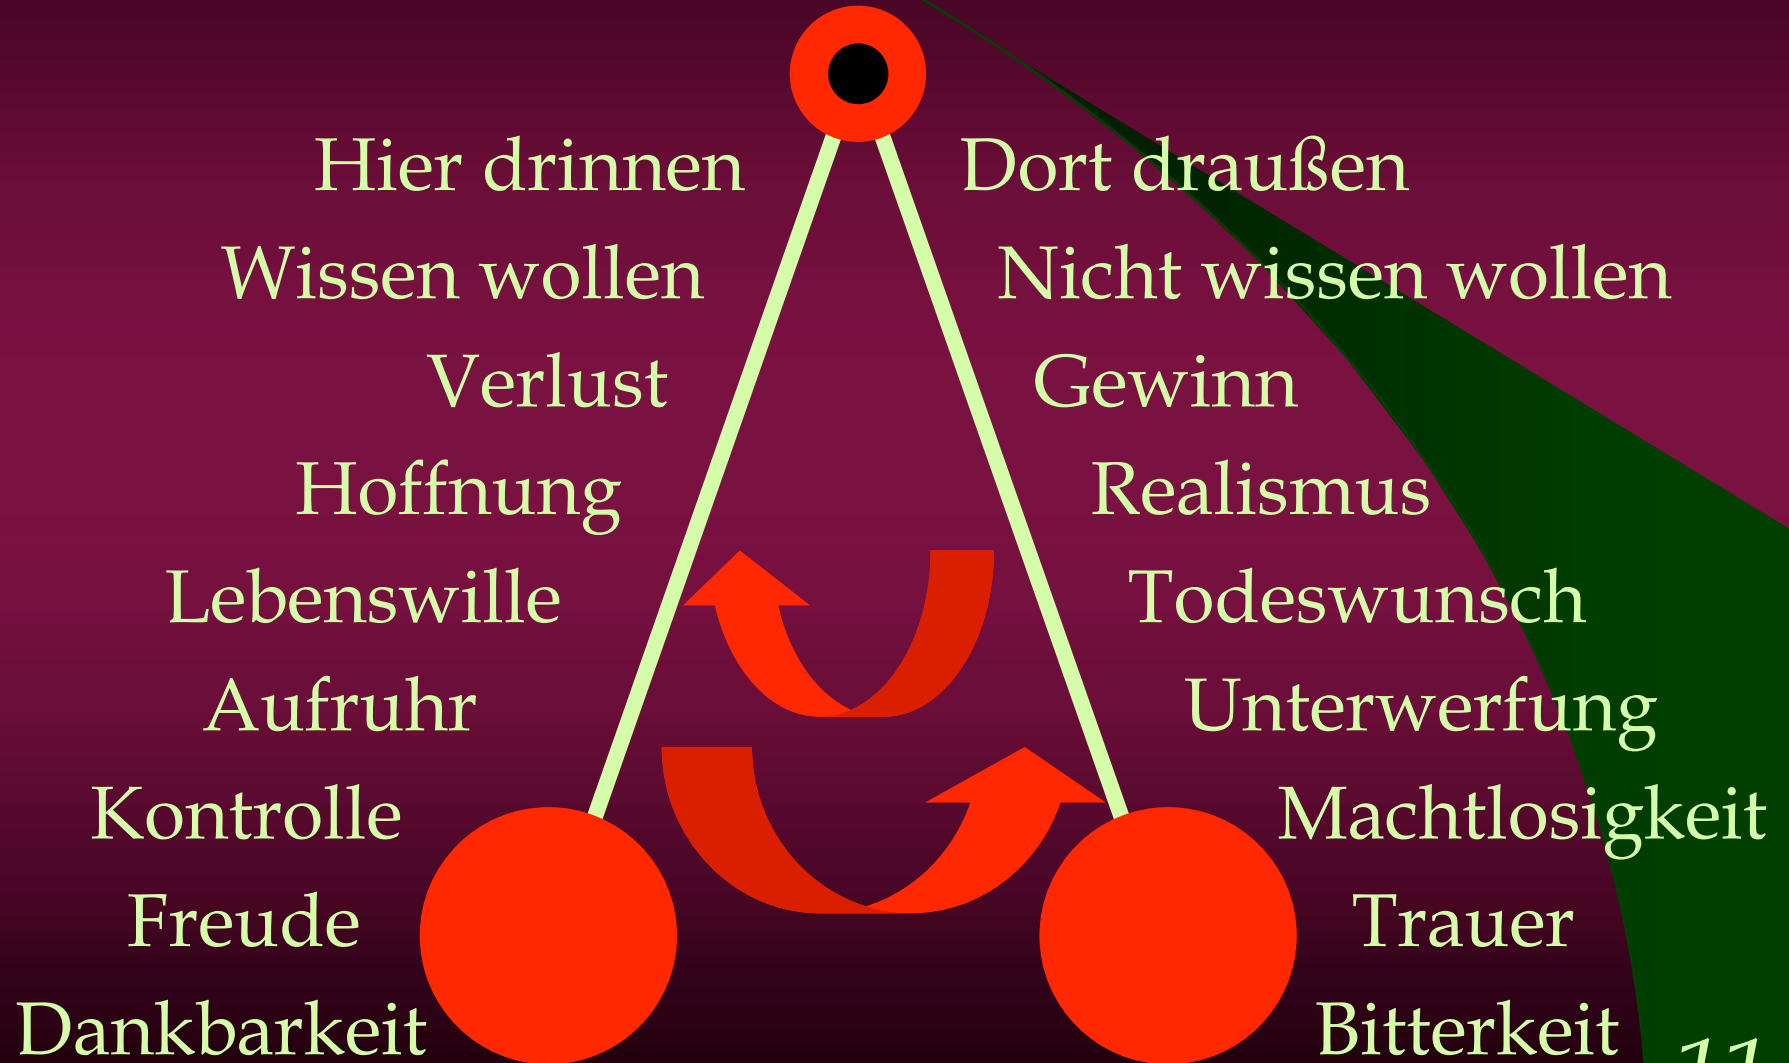 Hier drinnen Dort draußen
Wissen wollen Nicht wissen wollen
Verlust Gewinn
Hoffnung Realismus
Lebenswille Todeswunsch
Aufruhr Unterwerfung
Kontrolle Machtlosigkeit
Freude Trauer
Dankbarkeit Bitterkeit
11